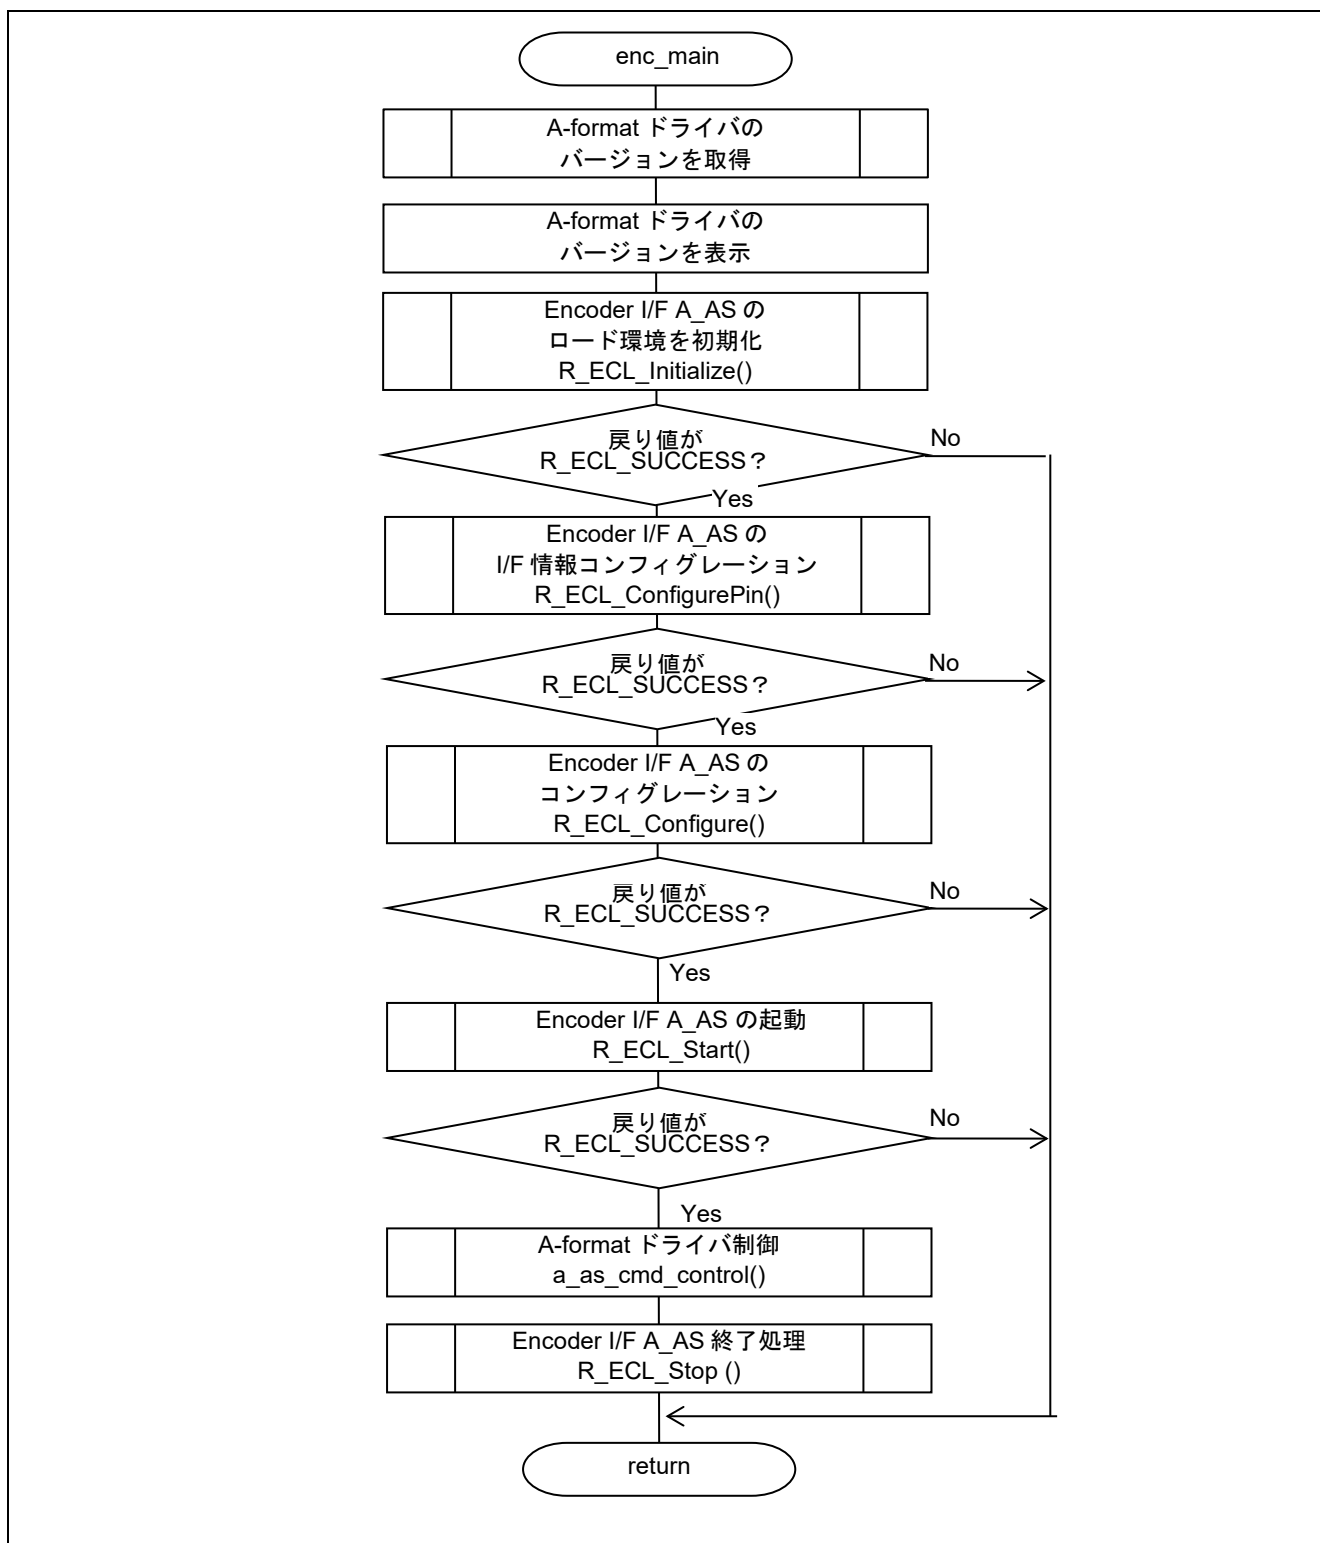 enc_main
A-format ドライバの
バージョンを取得
A-format ドライバの
バージョンを表示
Encoder I/F A_AS の
ロード環境を初期化
R_ECL_Initialize()
戻り値が
R_ECL_SUCCESS？
No
Yes
Encoder I/F A_AS の
I/F 情報コンフィグレーション
R_ECL_ConfigurePin()
戻り値が
R_ECL_SUCCESS？
No
Yes
Encoder I/F A_AS の
コンフィグレーション
R_ECL_Configure()
戻り値が
R_ECL_SUCCESS？
No
Yes
Encoder I/F A_AS の起動
R_ECL_Start()
戻り値が
R_ECL_SUCCESS？
No
Yes
A-format ドライバ制御
a_as_cmd_control()
Encoder I/F A_AS 終了処理
R_ECL_Stop ()
return